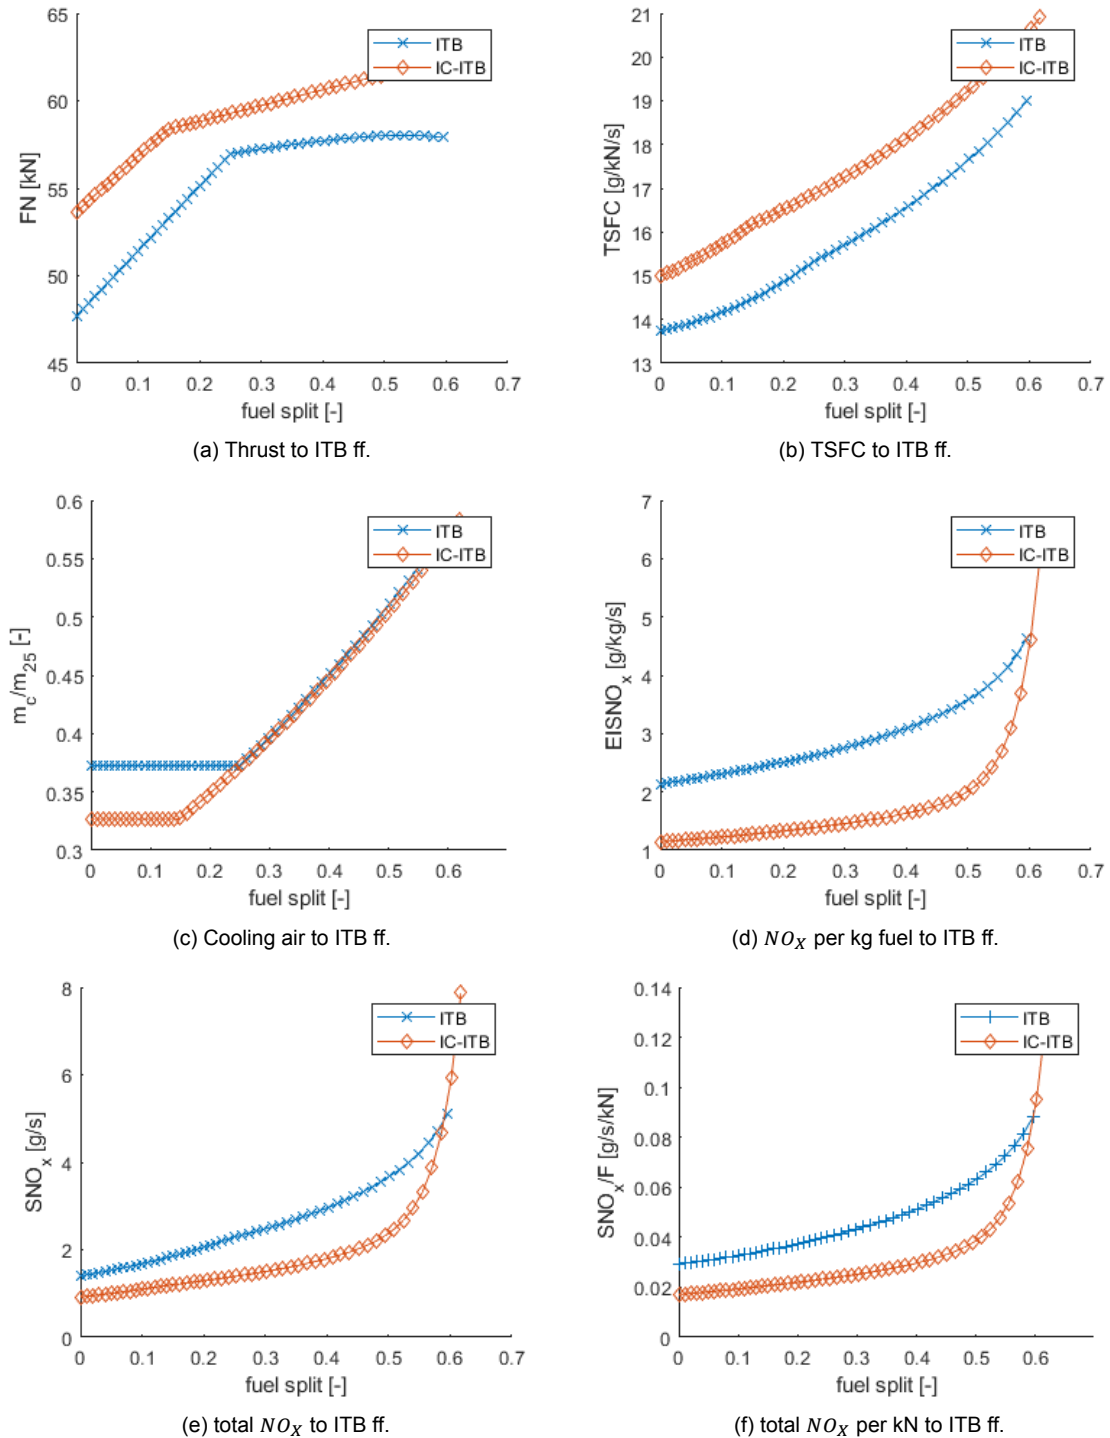 65
60
55
50
45
FN [kN]
0 0.1 0.2 0.3 0.4 0.5 0.6 0.7
fuel split [-]
ITB
IC-ITB
(a) Thrust to ITB ff.
21
20
19
18
17
16
15
14
13
TSFC [g/kN/s]
0 0.1 0.2 0.3 0.4 0.5 0.6 0.7
fuel split [-]
ITB
IC-ITB
(b) TSFC to ITB ff.
0.6
0.55
0.5
0.45
0.4
0.35
0.3
m_c/m_25 [-]
0 0.1 0.2 0.3 0.4 0.5 0.6
fuel split [-]
ITB
IC-ITB
(c) Cooling air to ITB ff.
7
6
5
4
3
2
1
EISNO_x [g/kg/s]
0 0.1 0.2 0.3 0.4 0.5 0.6 0.7
fuel split [-]
ITB
IC-ITB
(d) NO_X per kg fuel to ITB ff.
8
6
4
2
0
SNO_x [g/s]
0 0.1 0.2 0.3 0.4 0.5 0.6 0.7
fuel split [-]
ITB
IC-ITB
(e) total NO_X to ITB ff.
0.14
0.12
0.1
0.08
0.06
0.04
0.02
0
SNO_x/F [g/s/kN]
0 0.1 0.2 0.3 0.4 0.5 0.6
fuel split [-]
ITB
IC-ITB
(f) total NO_X per kN to ITB ff.